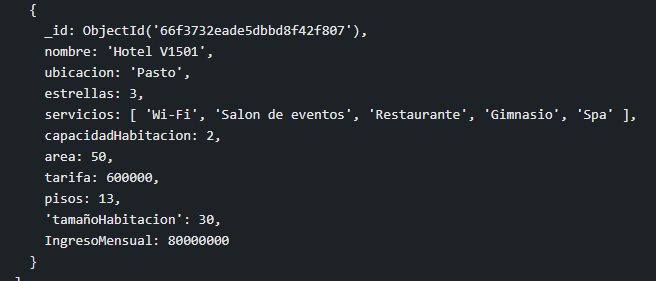 {
_id: ObjectId('66f3732eade5dbbd8f42f807'),
nombre: 'Hotel V1501',
ubicacion: 'Pasto',
estrellas: 3,
servicios: [ 'Wi-Fi', 'Salon de eventos', 'Restaurante', 'Gimnasio', 'Spa' ],
capacidadHabitacion: 2,
area: 50,
tarifa: 600000,
pisos: 13,
'tamañoHabitacion': 30,
IngresoMensual: 80000000
}
]